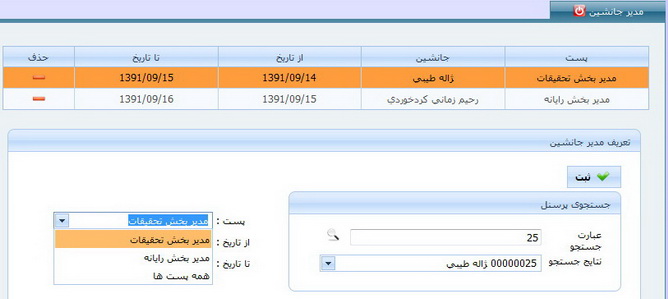 مدیر جانشین
پست جانشین از تاریخ تا تاریخ حذف
مدیر بخش تحقیقات ژاله طیبی 1391/09/14 1391/09/15
مدیر بخش رایانه رحیم زمانی کردخوردی 1391/09/15 1391/09/16
تعریف مدیر جانشین
ثبت
جستجوی پرسنل
عبارت جستجو 25
نتایج جستجو 00000025 ژاله طیبی
پست : مدیر بخش تحقیقات
از تاریخ : مدیر بخش تحقیقات
تا تاریخ : مدیر بخش رایانه
همه پست ها